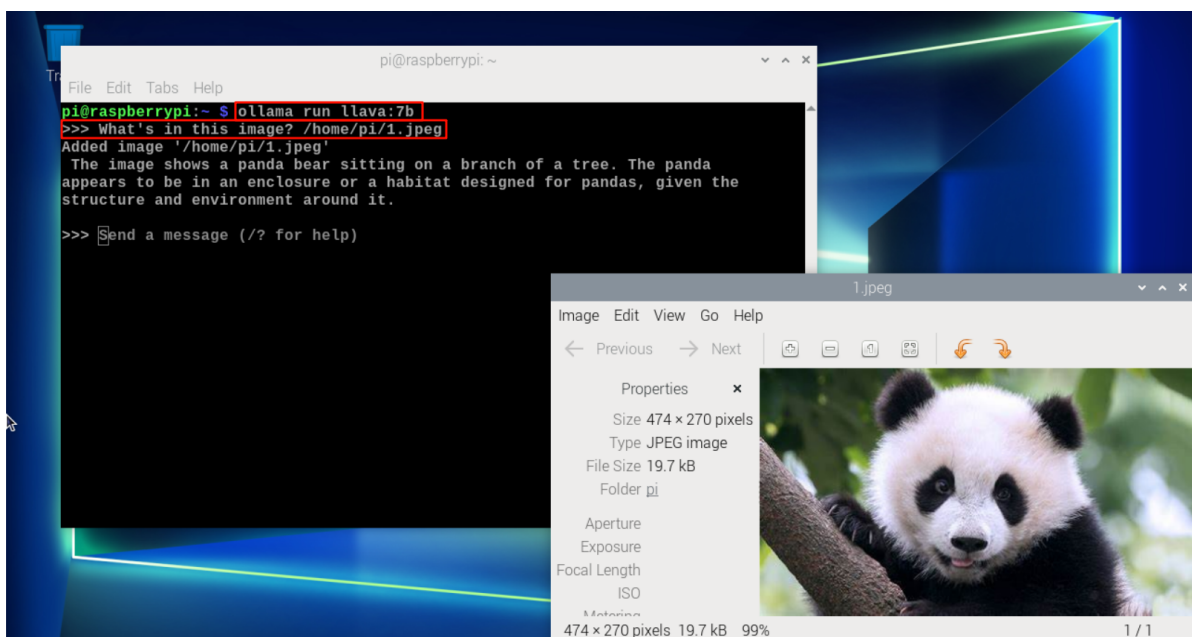 Tr
pi@raspberrypi: ~
File Edit Tabs Help
pi@raspberrypi:~ $ ollama run llava:7b
>>> What's in this image? /home/pi/1.jpeg
Added image '/home/pi/1.jpeg'
The image shows a panda bear sitting on a branch of a tree. The panda
appears to be in an enclosure or a habitat designed for pandas, given the
structure and environment around it.
>>> Send a message (/? for help)
1.jpeg
Image Edit View Go Help
Previous Next
Properties
Size 474 × 270 pixels
Type JPEG image
File Size 19.7 kB
Folder pi
Aperture
Exposure
Focal Length
ISO
Metering
474 × 270 pixels 19.7 kB 99%
1 / 1